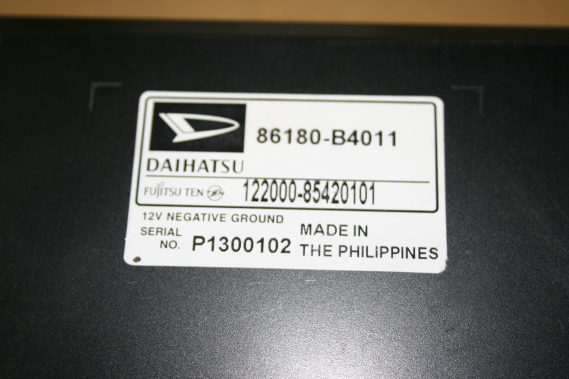 86180-B4011
DAIHATSU
FUJITSU TEN 122000-85420101
12V NEGATIVE GROUND
SERIAL NO. P1300102
MADE IN
THE PHILIPPINES